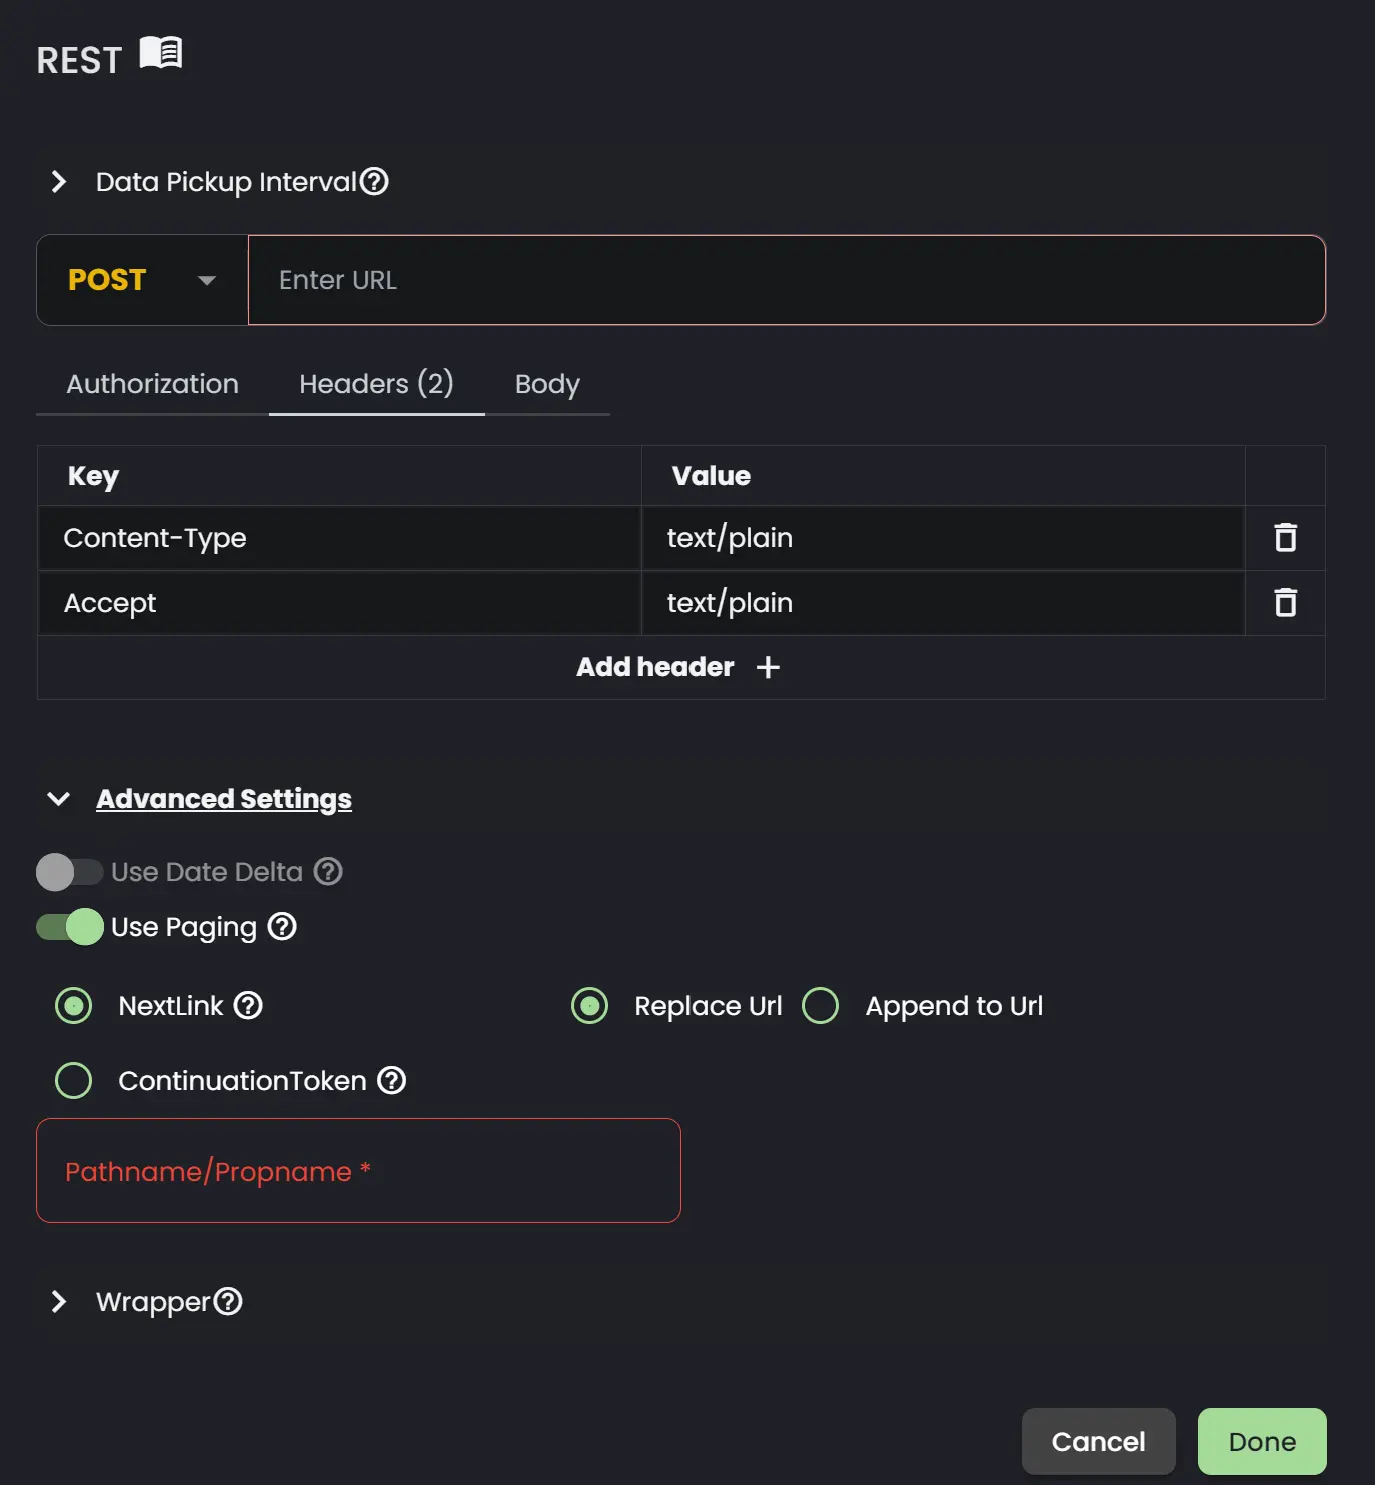 REST
Data Pickup Interval
POST Enter URL
Authorization Headers (2) Body
Key Value
Content-Type text/plain
Accept text/plain
Add header +
Advanced Settings
Use Date Delta
Use Paging
NextLink Replace Url Append to Url
ContinuationToken
Pathname/Propname *
Wrapper
Cancel Done